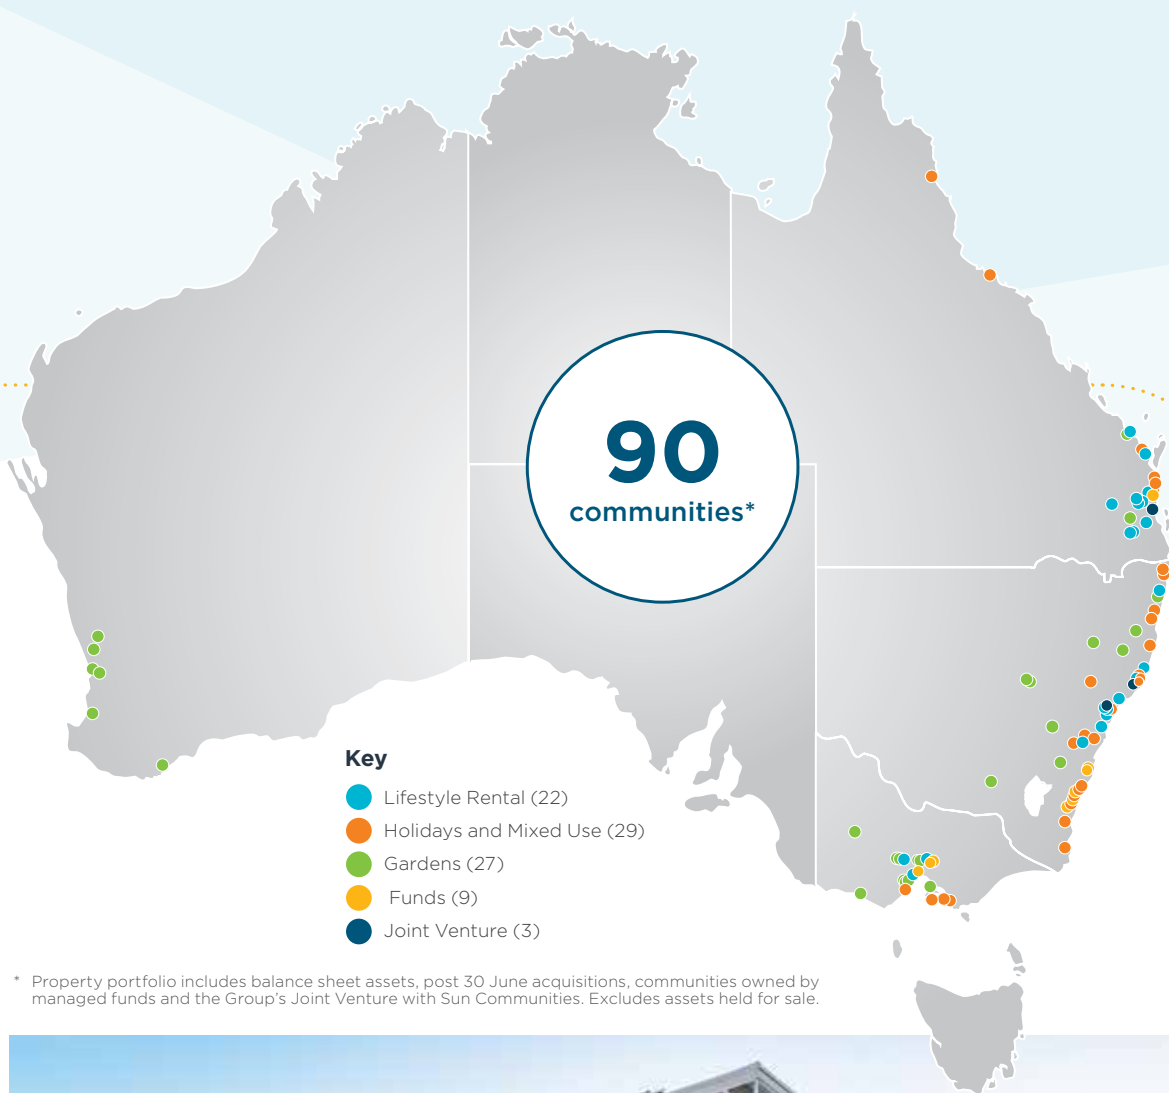 90
communities*
Key
Lifestyle Rental (22)
Holidays and Mixed Use (29)
Gardens (27)
Funds (9)
Joint Venture (3)
* Property portfolio includes balance sheet assets, post 30 June acquisitions, communities owned by
managed funds and the Group’s Joint Venture with Sun Communities. Excludes assets held for sale.